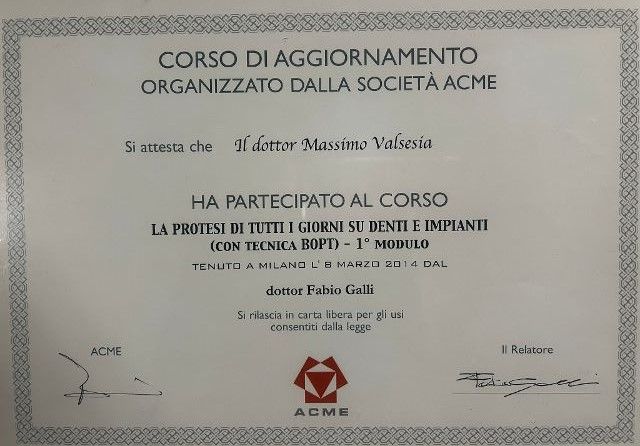 CORSO DI AGGIORNAMENTO
ORGANIZZATO DALLA SOCIETÀ ACME
Si attesta che Il dottor Massimo Valsesia
HA PARTECIPATO AL CORSO
LA PROTESI DI TUTTI I GIORNI SU DENTI E IMPIANTI
(CON TECNICA BOPT) - 1° MODULO
TENUTO A MILANO L' 8 MARZO 2014 DAL
dottor Fabio Galli
Si rilascia in carta libera per gli usi
consentiti dalla legge
ACME
Il Relatore
ACME